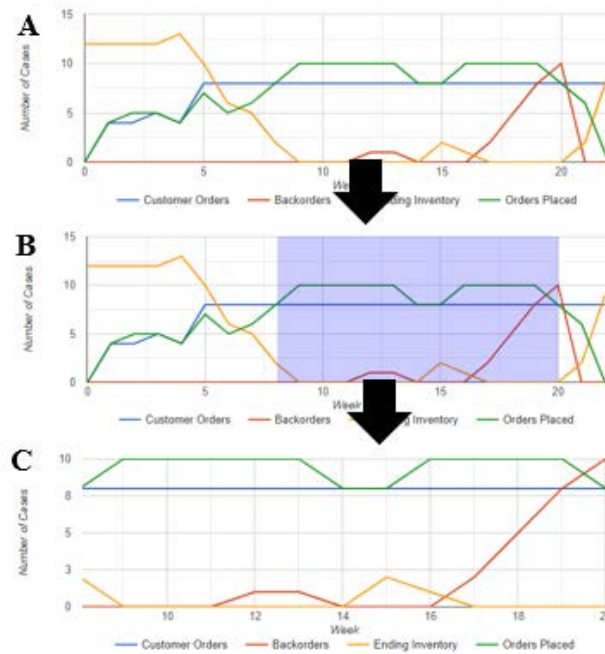 A
15
10
5
0
Number of Cases
0 5 10 15 20
Week
Customer Orders Backorders nding Inventory Orders Placed
B
15
10
5
0
Number of Cases
0 5 10 15 20
Week
Customer Orders Backorders nding Inventory Orders Placed
C
10
8
5
3
0
Number of Cases
10 12 14 16 18 2
Week
Customer Orders Backorders Ending Inventory Orders Placed